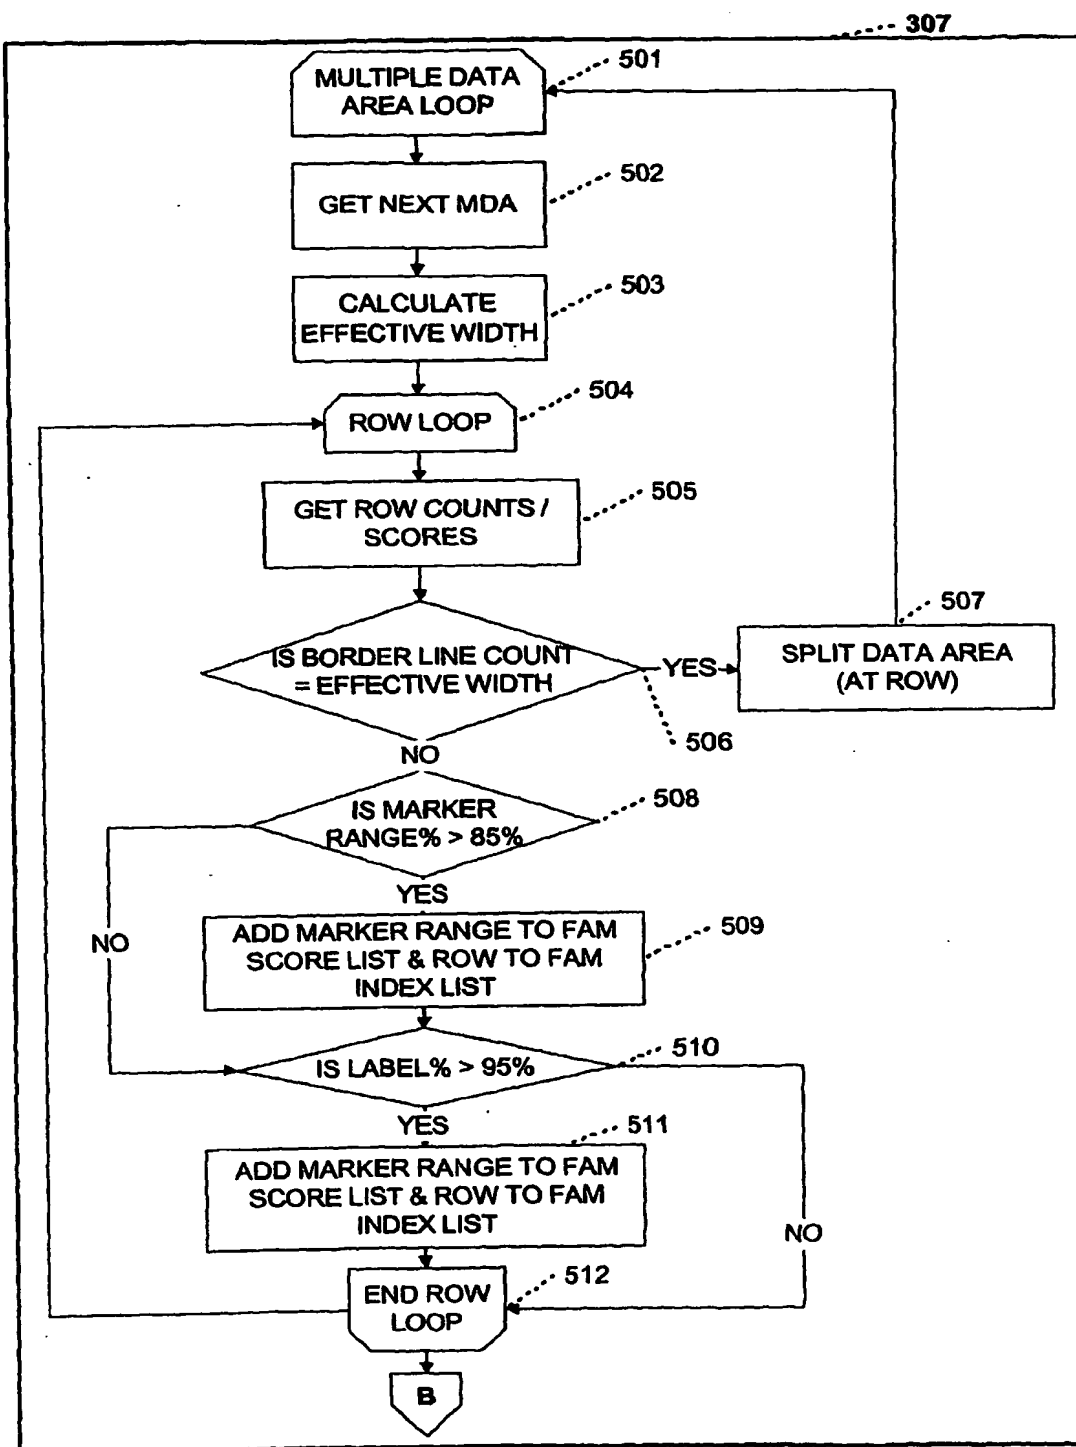 307
MULTIPLE DATA
AREA LOOP
501
GET NEXT MDA
502
CALCULATE
EFFECTIVE WIDTH
503
ROW LOOP
504
GET ROW COUNTS /
SCORES
505
IS BORDER LINE COUNT
= EFFECTIVE WIDTH
YES
506
507
SPLIT DATA AREA
(AT ROW)
NO
IS MARKER
RANGE% > 85%
508
YES
NO
ADD MARKER RANGE TO FAM
SCORE LIST & ROW TO FAM
INDEX LIST
509
IS LABEL% > 95%
510
YES
511
ADD MARKER RANGE TO FAM
SCORE LIST & ROW TO FAM
INDEX LIST
NO
END ROW
LOOP
512
B